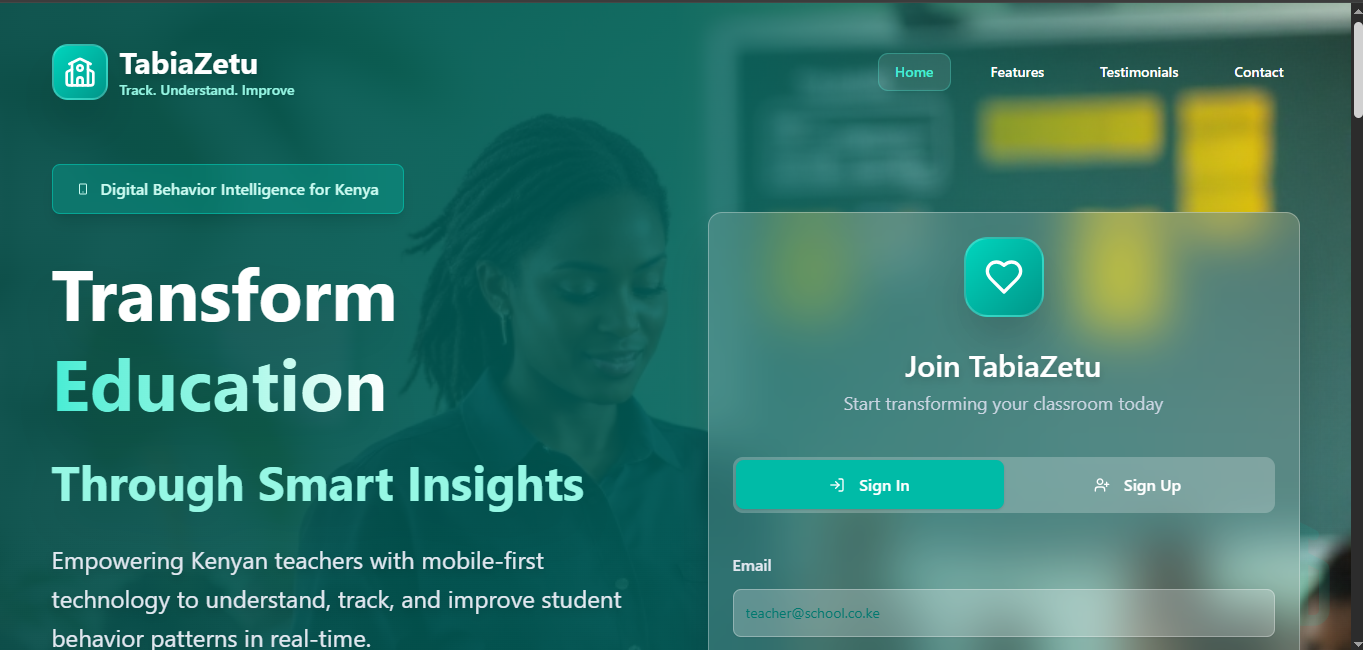 TabiaZetu
Track. Understand. Improve
Home
Features
Testimonials
Contact
Digital Behavior Intelligence for Kenya
Transform
Education
Through Smart Insights
Empowering Kenyan teachers with mobile-first
technology to understand, track, and improve student
behavior patterns in real-time.
Join TabiaZetu
Start transforming your classroom today
Sign In
Sign Up
Email
teacher@school.co.ke